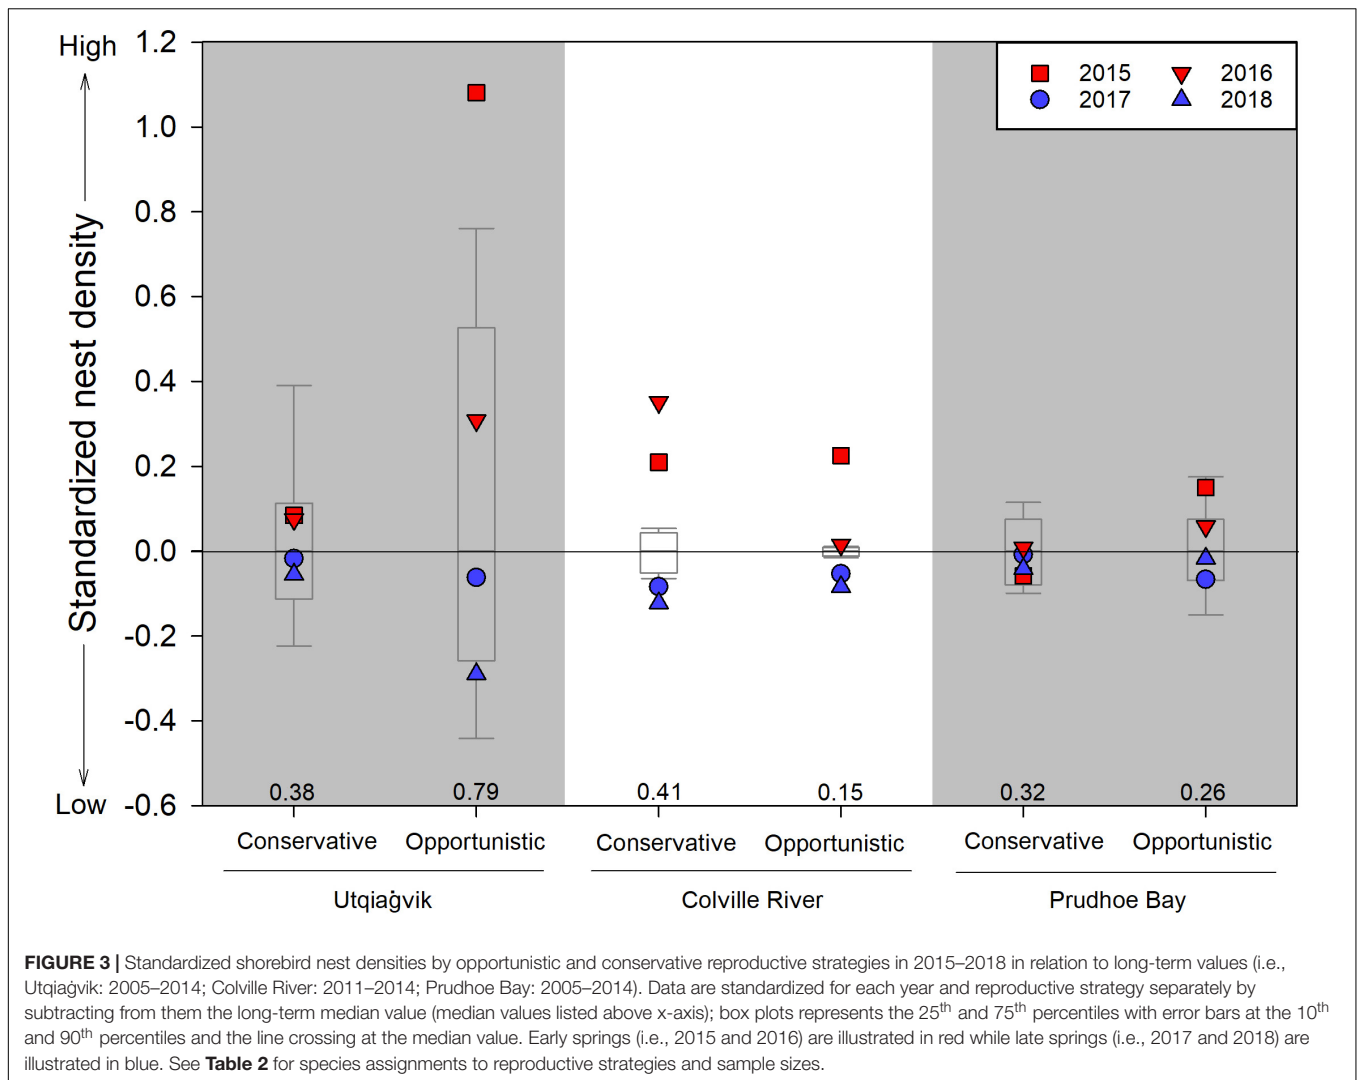 High
Standardized nest density
Low
1.2
1.0
0.8
0.6
0.4
0.2
0.0
-0.2
-0.4
-0.6
2015 2016
2017 2018
0.38 0.79 0.41 0.15 0.32 0.26
Conservative Opportunistic Conservative Opportunistic Conservative Opportunistic
Utqiaġvik Colville River Prudhoe Bay
FIGURE 3 | Standardized shorebird nest densities by opportunistic and conservative reproductive strategies in 2015–2018 in relation to long-term values (i.e.,
Utqiaġvik: 2005–2014; Colville River: 2011–2014; Prudhoe Bay: 2005–2014). Data are standardized for each year and reproductive strategy separately by
subtracting from them the long-term median value (median values listed above x-axis); box plots represents the 25th and 75th percentiles with error bars at the 10th
and 90th percentiles and the line crossing at the median value. Early springs (i.e., 2015 and 2016) are illustrated in red while late springs (i.e., 2017 and 2018) are
illustrated in blue. See Table 2 for species assignments to reproductive strategies and sample sizes.